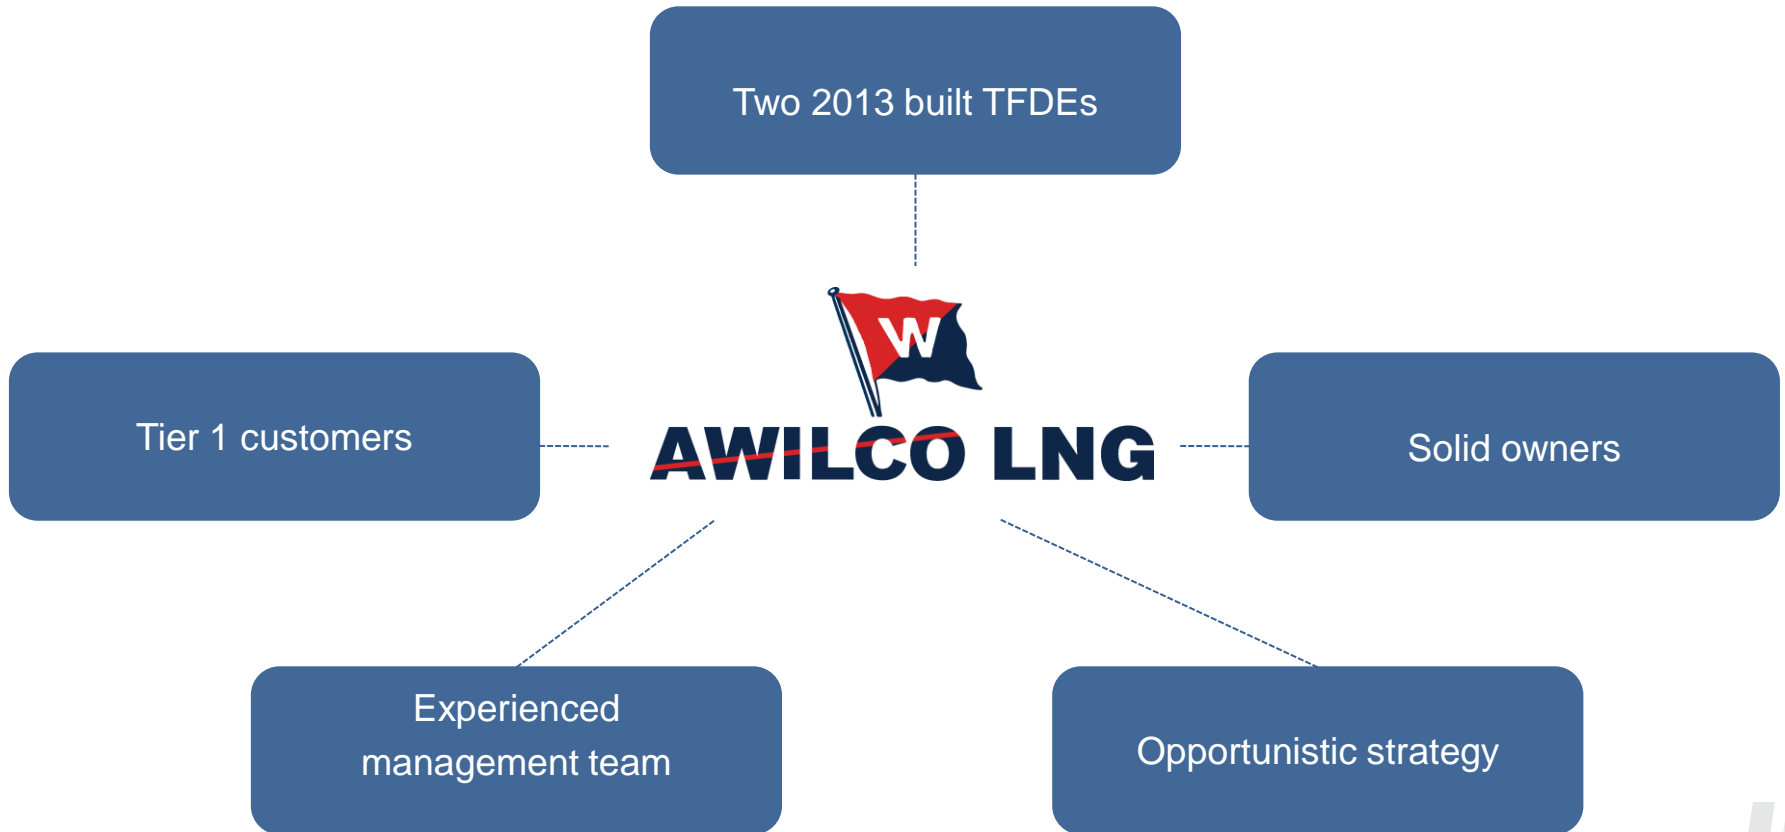 Two 2013 built TFDEs
W
AWILCO LNG
Tier 1 customers
Solid owners
Experienced
management team
Opportunistic strategy